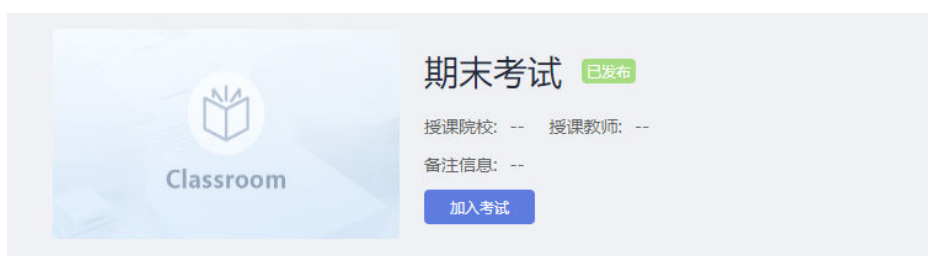 Classroom
期末考试 已发布
授课院校: -- 授课教师: --
备注信息: --
加入考试